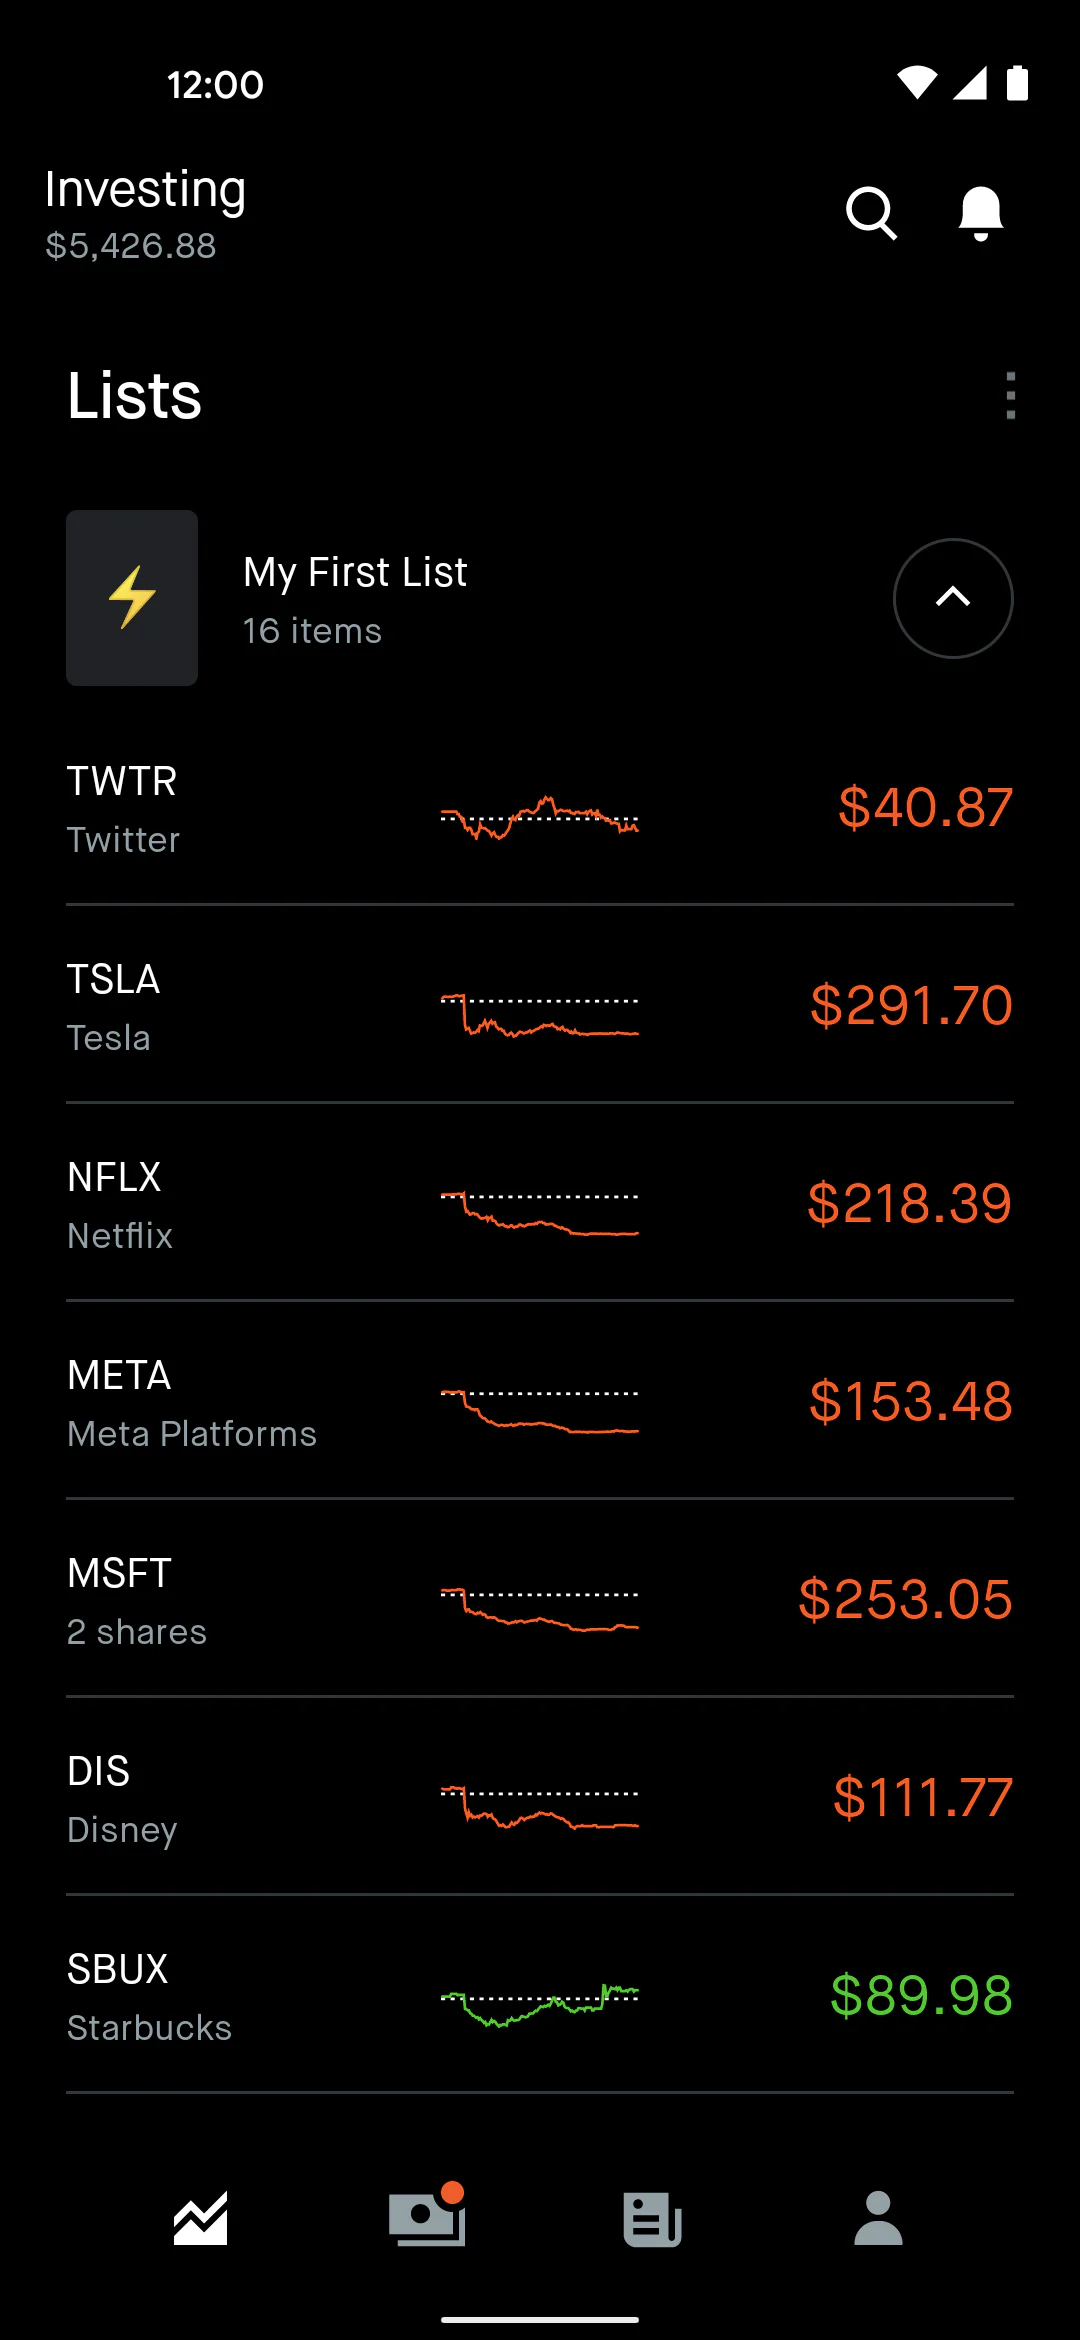 12:00
Investing
$5,426.88
Lists
My First List
16 items
TWTR
Twitter
$40.87
TSLA
Tesla
$291.70
NFLX
Netflix
$218.39
META
Meta Platforms
$153.48
MSFT
2 shares
$253.05
DIS
Disney
$111.77
SBUX
Starbucks
$89.98